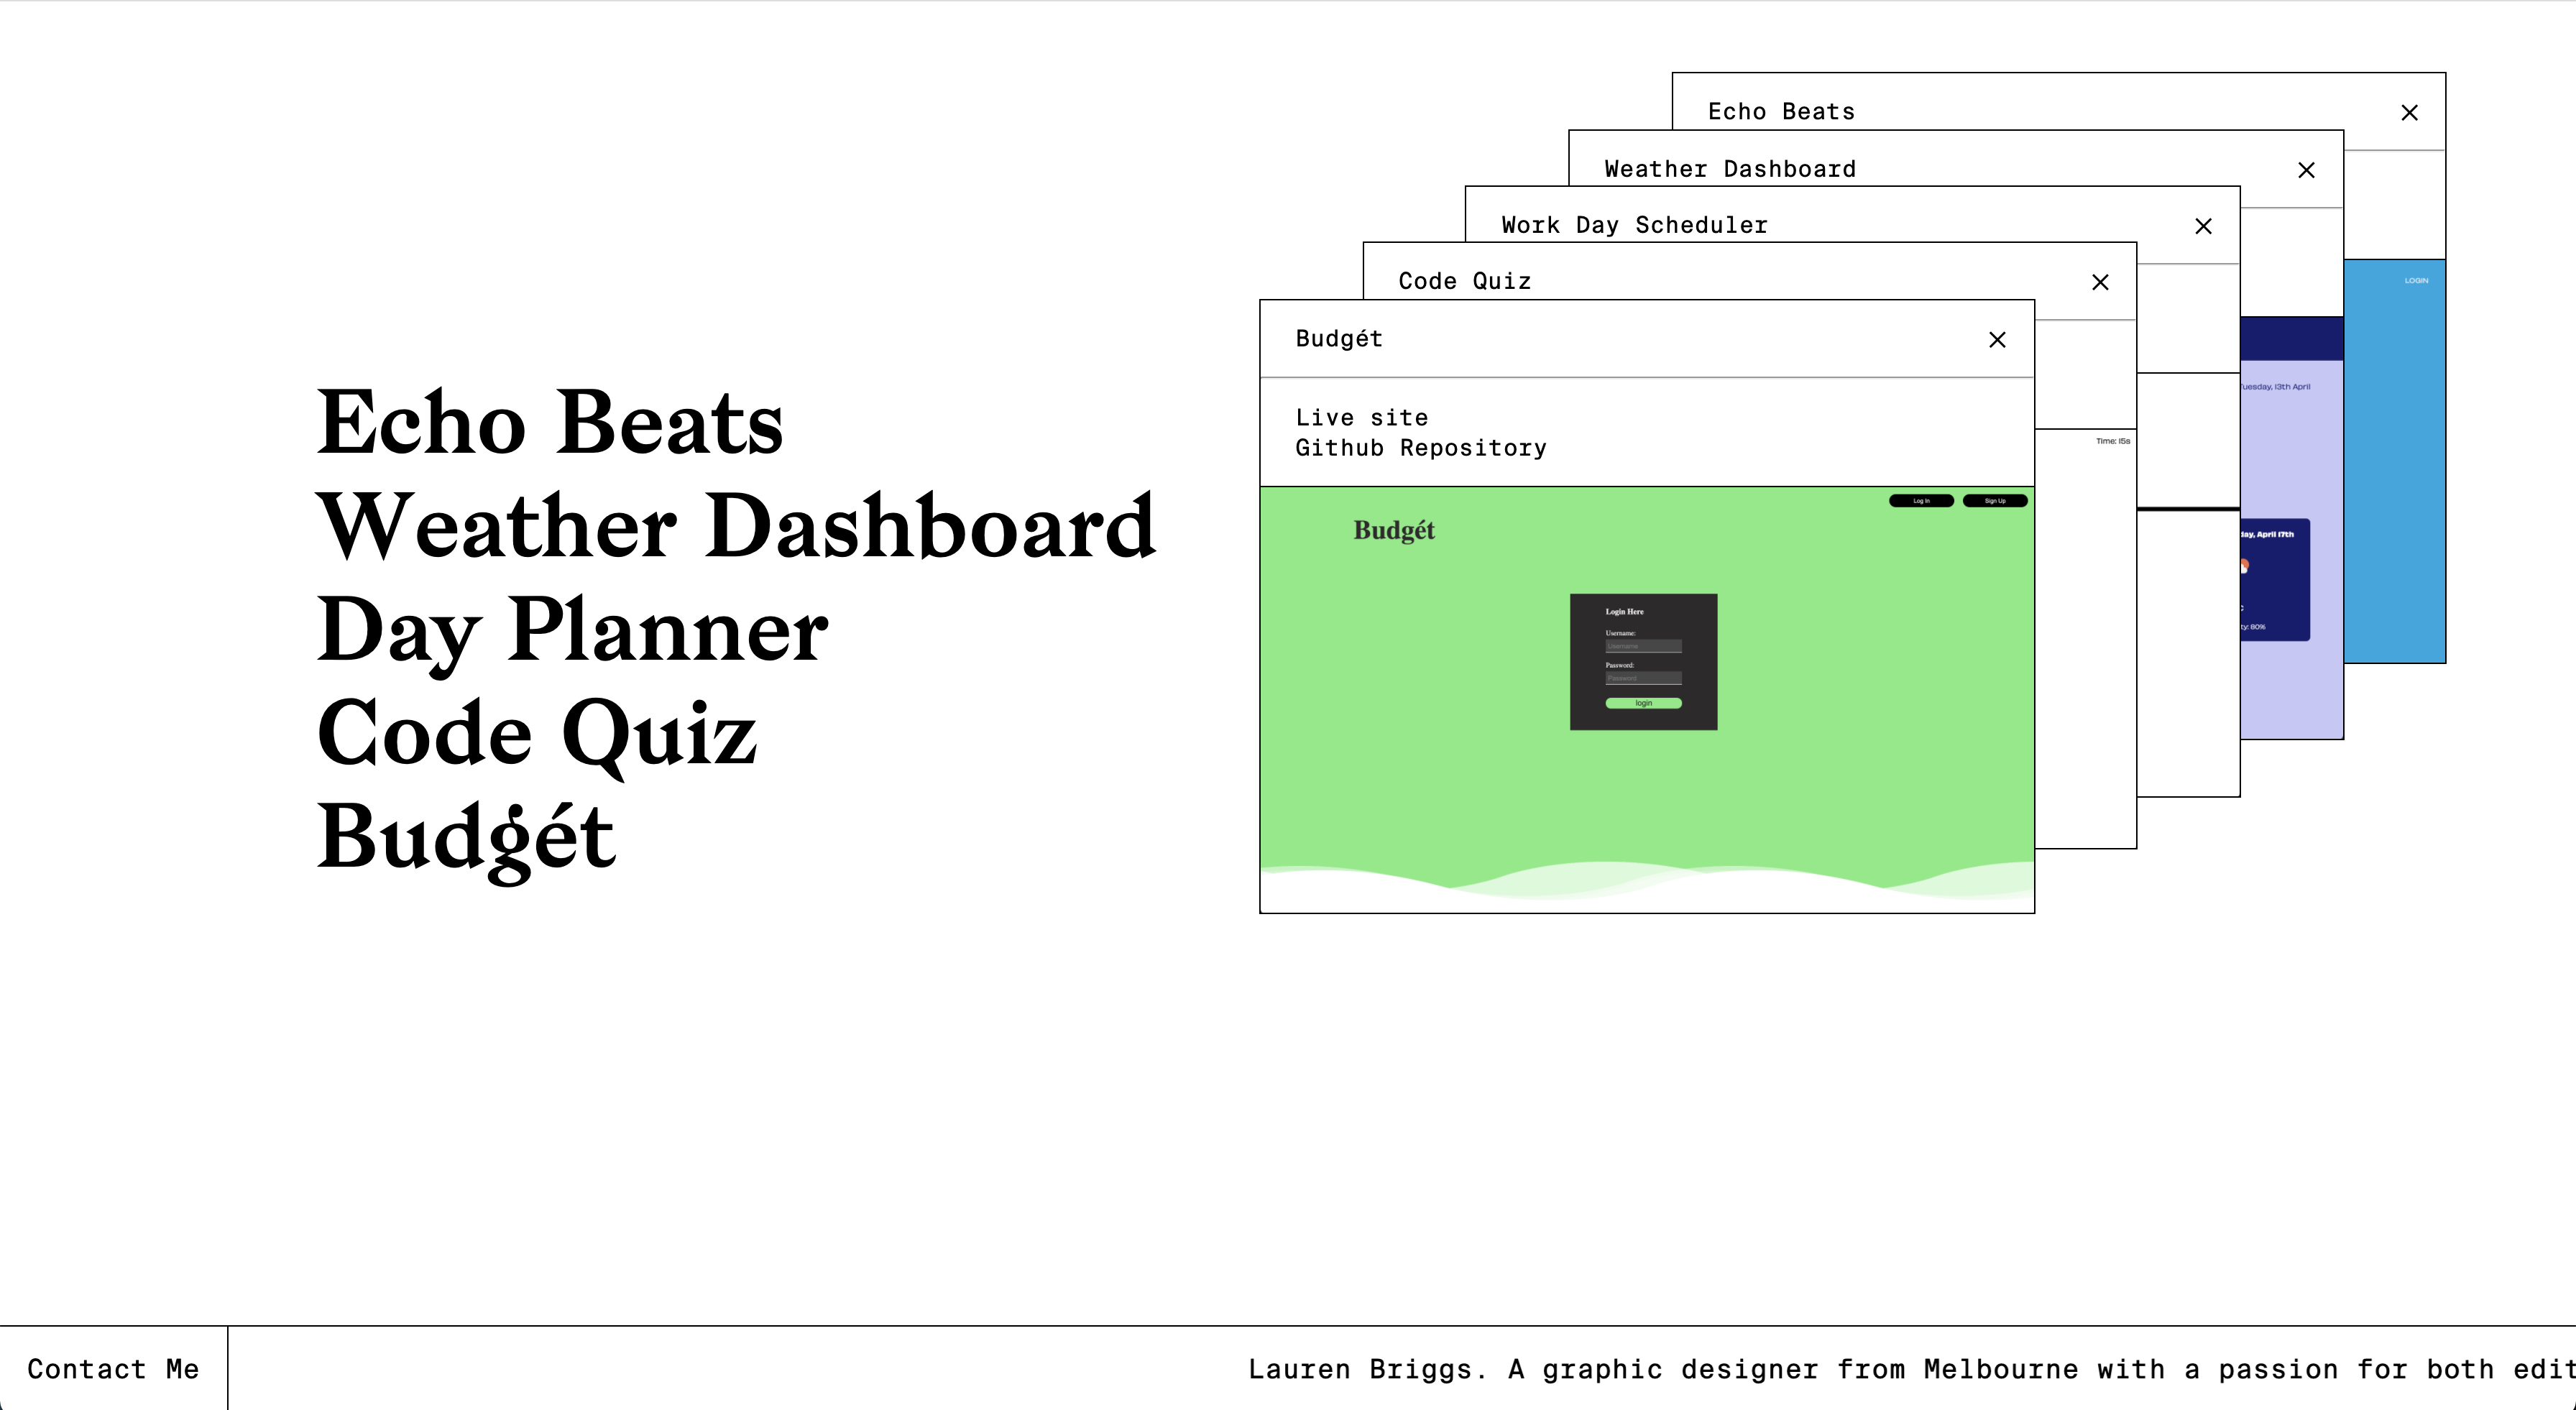 Echo Beats
Weather Dashboard
Day Planner
Code Quiz
Budgét
Echo Beats
LOGIN
Weather Dashboard
Tuesday, 13th April
April 17th
80%
Work Day Scheduler
Code Quiz
Time: 15s
Budgét
Live site
Github Repository
Log In
Sign Up
Budgét
Login Here
Username:
Username
Password:
Password
login
Contact Me
Lauren Briggs. A graphic designer from Melbourne with a passion for both edit